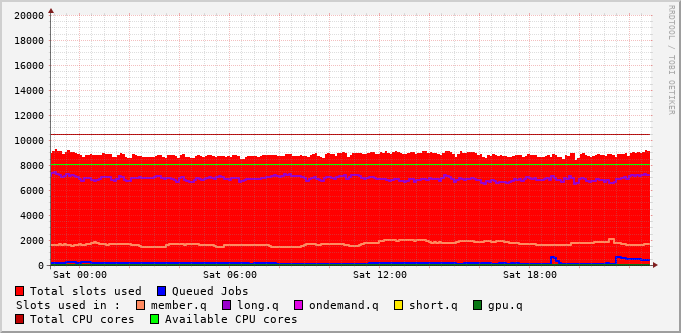 20000
18000
16000
14000
12000
10000
8000
6000
4000
2000
0
Sat 00:00 Sat 06:00 Sat 12:00 Sat 18:00
RRDTOOL / TOBI OETIKER
Total slots used Queued Jobs
Slots used in : member.q long.q ondemand.q short.q gpu.q
Total CPU cores Available CPU cores